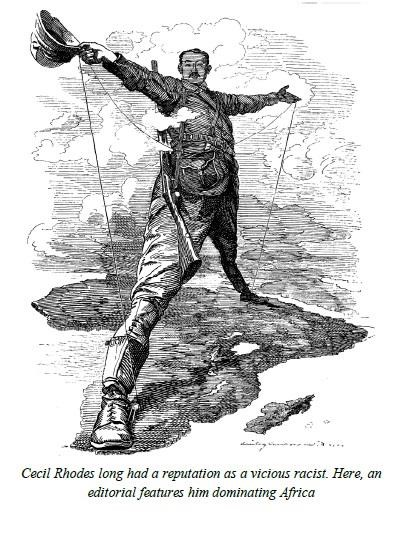 Cecil Rhodes long had a reputation as a vicious racist. Here, an
editorial features him dominating Africa